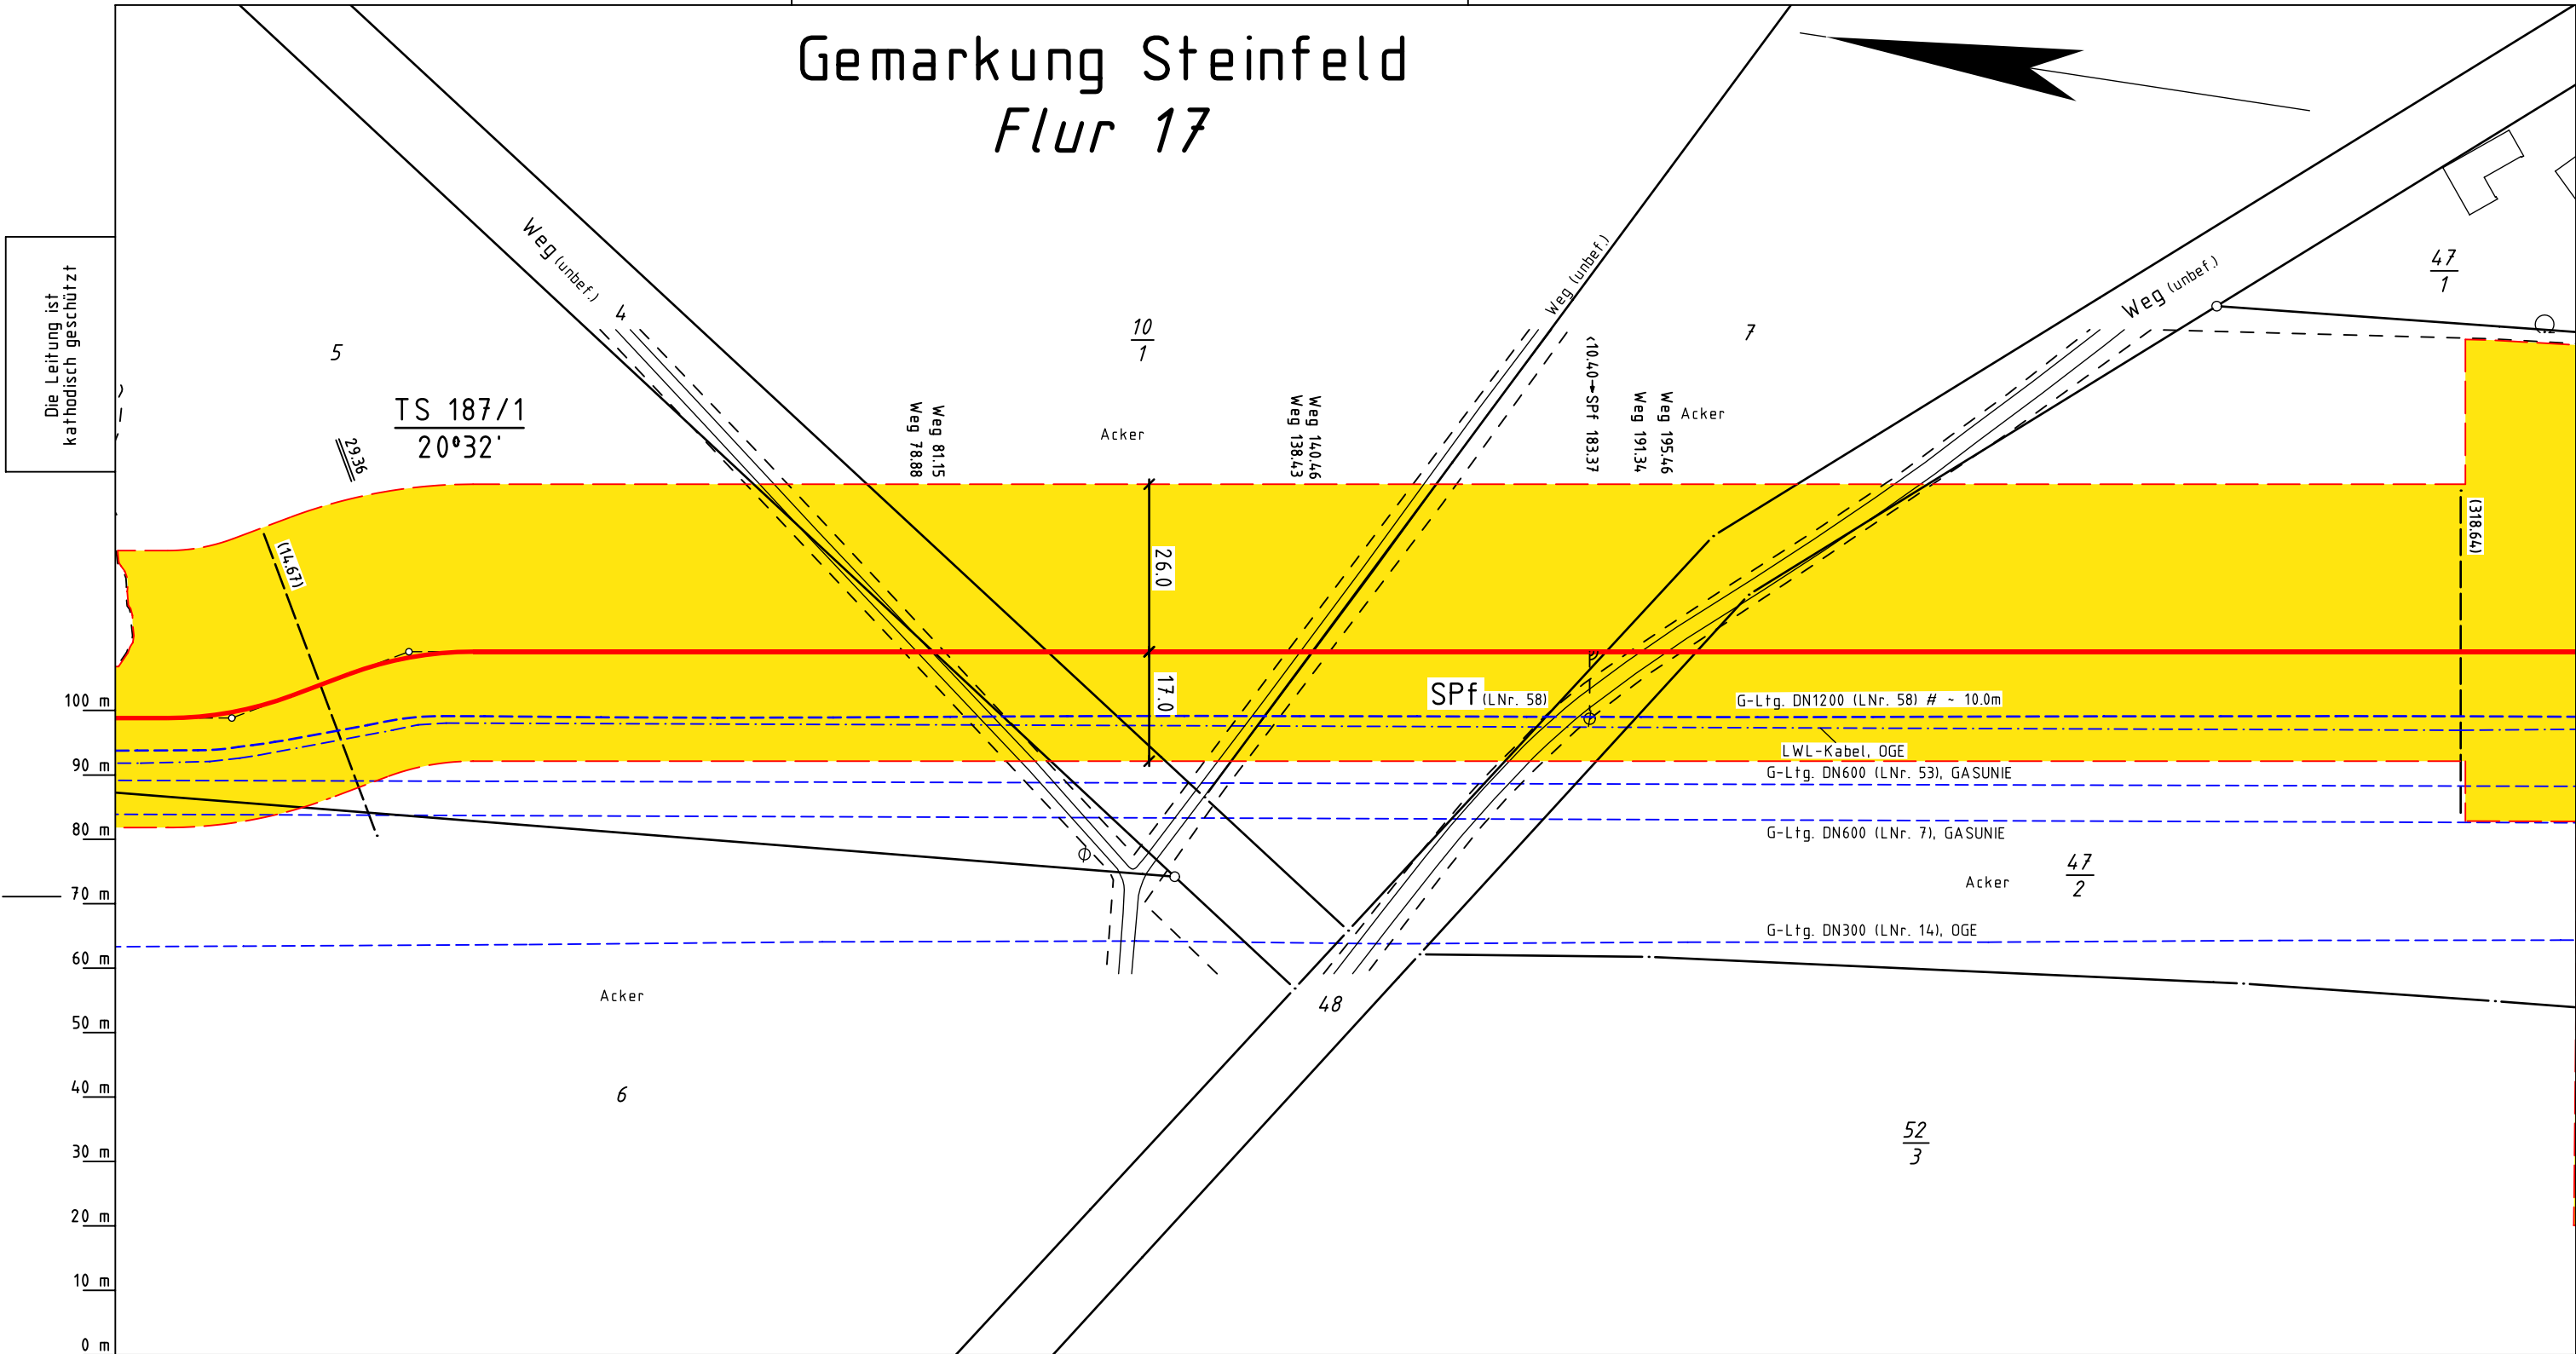 Gemarkung Steinfeld
Flur 17
Die Leitung ist
kathodisch geschützt
Weg (unbef.)
4
5
TS 187/1
20°32'
29.36
(14.67)
10
1
Acker
Weg 81.15
Weg 78.88
Weg 140.46
Weg 138.43
Weg (unbef.)
<10.40→SPf 183.37
Weg 195.46
Weg 191.34
Acker
7
Weg (unbef.)
47
1
(318.64)
26.0
17.0
SPf (LNr. 58)
G-Ltg. DN1200 (LNr. 58) # ~ 10.0m
LWL-Kabel, OGE
G-Ltg. DN600 (LNr. 53), GASUNIE
G-Ltg. DN600 (LNr. 7), GASUNIE
Acker
47
2
G-Ltg. DN300 (LNr. 14), OGE
Acker
48
6
52
3
100 m
90 m
80 m
70 m
60 m
50 m
40 m
30 m
20 m
10 m
0 m